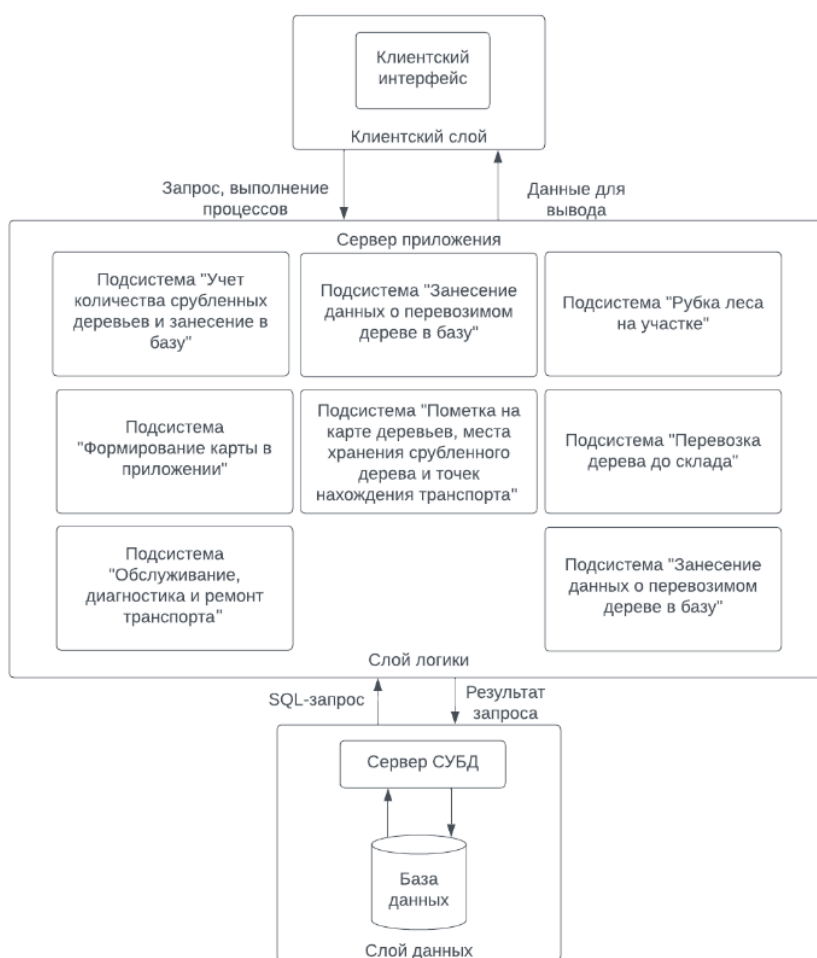 Клиентский
интерфейс
Клиентский слой
Запрос, выполнение
процессов
Данные для
вывода
Сервер приложения
Подсистема "Учет
количества срубленных
деревьев и занесение в
базу"
Подсистема "Занесение
данных о перевозимом
дереве в базу"
Подсистема "Рубка леса
на участке"
Подсистема
"Формирование карты в
приложении"
Подсистема "Пометка на
карте деревьев, места
хранения срубленного
дерева и точек
нахождения транспорта"
Подсистема "Перевозка
дерева до склада"
Подсистема
"Обслуживание,
диагностика и ремонт
транспорта"
Подсистема "Занесение
данных о перевозимом
дереве в базу"
Слой логики
SQL-запрос
Результат
запроса
Сервер СУБД
База
данных
Слой данных